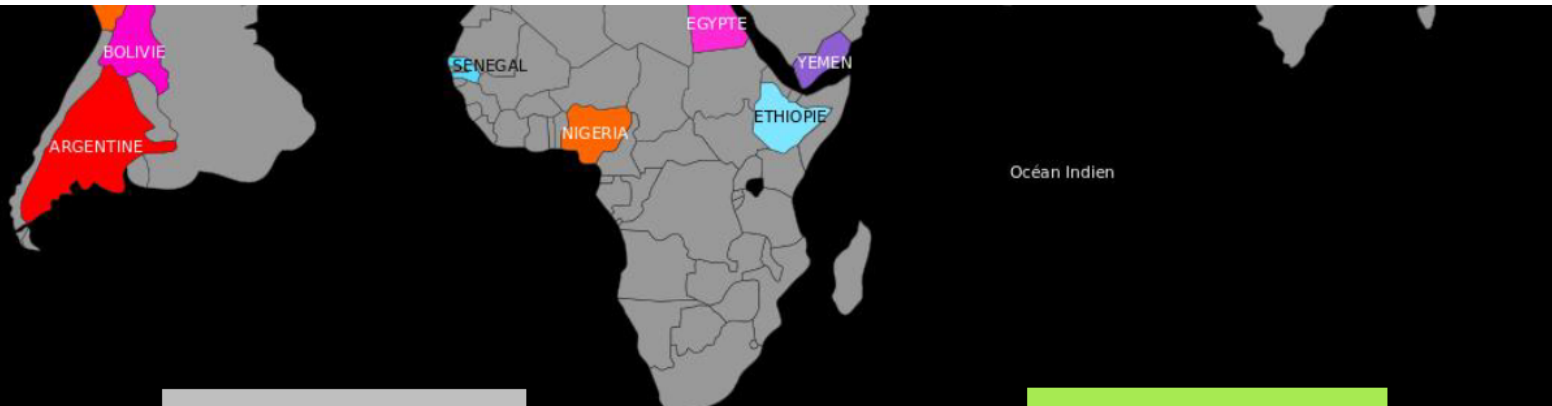 EGYPTE
BOLIVIE
YEMEN
SENEGAL
ETHIOPIE
NIGERIA
ARGENTINE
Océan Indien